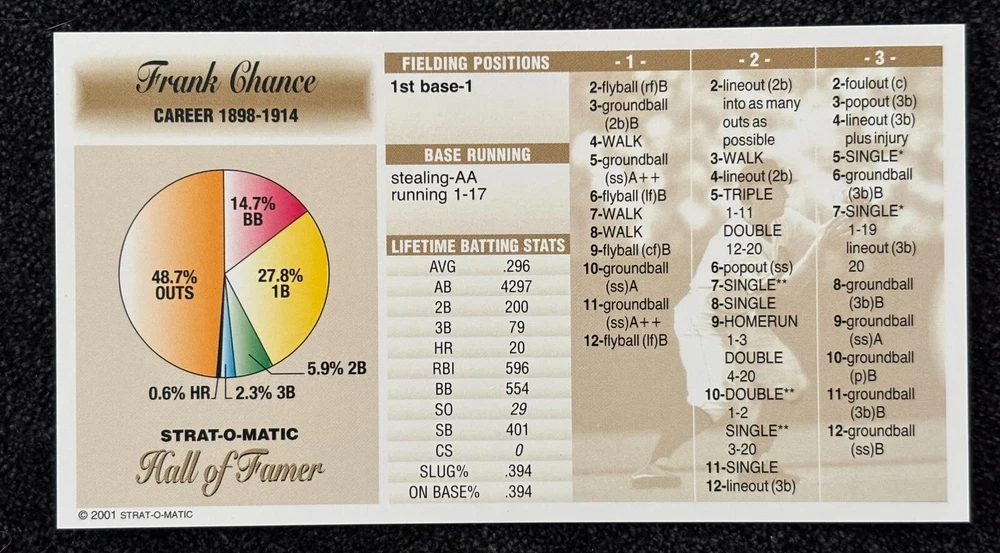 Frank Chance
CAREER 1898-1914
14.7%
BB
27.8%
1B
48.7%
OUTS
5.9% 2B
0.6% HR
2.3% 3B
STRAT-O-MATIC
Hall of Famer
© 2001 STRAT-O-MATIC
FIELDING POSITIONS
1st base-1
BASE RUNNING
stealing-AA
running 1-17
LIFETIME BATTING STATS
AVG .296
AB 4297
2B 200
3B 79
HR 20
RBI 596
BB 554
SO 29
SB 401
CS 0
SLUG% .394
ON BASE% .394
- 1 -
2-flyball (rf)B
3-groundball
(2b)B
4-WALK
5-groundball
(ss)A++
6-flyball (lf)B
7-WALK
8-WALK
9-flyball (cf)B
10-groundball
(ss)A
11-groundball
(ss)A++
12-flyball (lf)B
- 2 -
2-lineout (2b)
into as many
outs as
possible
3-WALK
4-lineout (2b)
5-TRIPLE
1-11
DOUBLE
12-20
6-popout (ss)
7-SINGLE**
8-SINGLE
9-HOMERUN
1-3
DOUBLE
4-20
10-DOUBLE**
1-2
SINGLE**
3-20
11-SINGLE
12-lineout (3b)
- 3 -
2-foulout (c)
3-popout (3b)
4-lineout (3b)
plus injury
5-SINGLE*
6-groundball
(3b)B
7-SINGLE*
1-19
lineout (3b)
20
8-groundball
(3b)B
9-groundball
(ss)A
10-groundball
(p)B
11-groundball
(3b)B
12-groundball
(ss)B